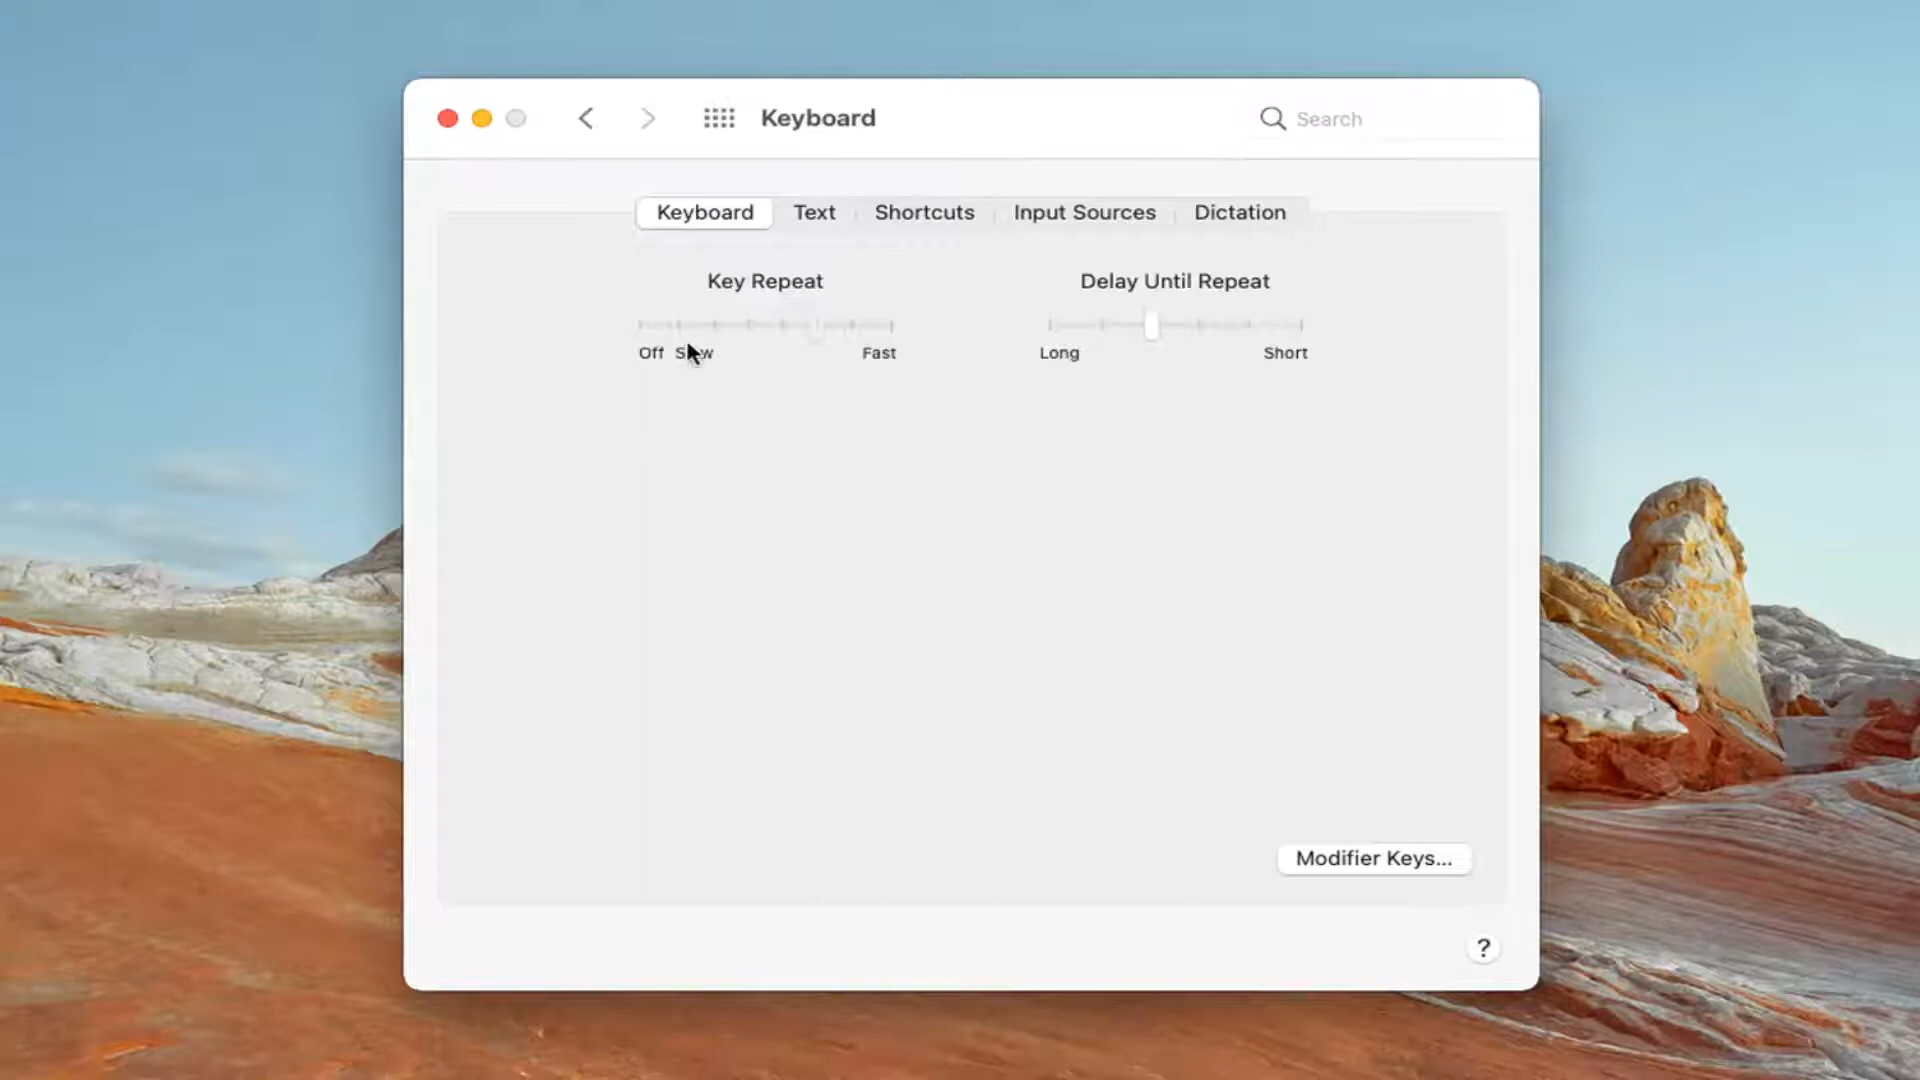 Keyboard
Search
Keyboard Text Shortcuts Input Sources Dictation
Key Repeat Delay Until Repeat
Off Fast Long Short
Modifier Keys...
?